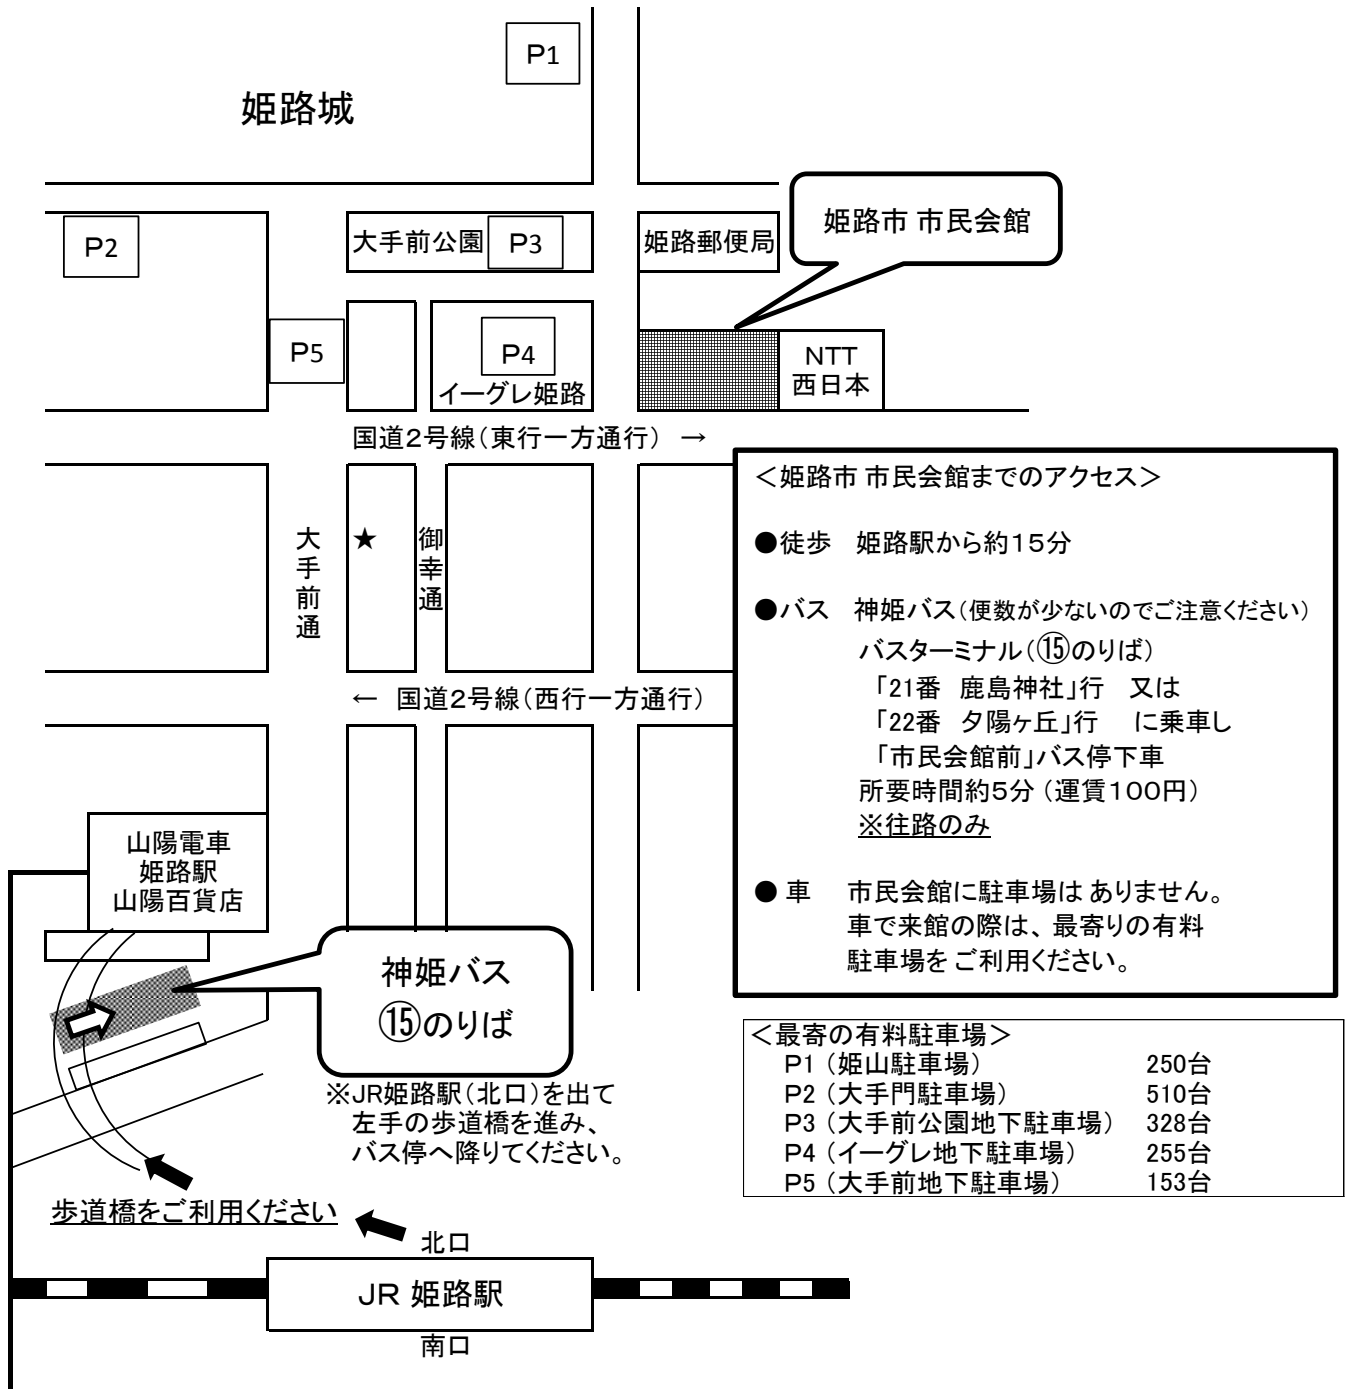 P1
姫路城
姫路市 市民会館
P2
大手前公園
P3
姫路郵便局
P5
P4
イーグレ姫路
NTT
西日本
国道2号線(東行一方通行) →
大手前通
★
御幸通
← 国道2号線(西行一方通行)
<姫路市 市民会館までのアクセス>
●徒歩 姫路駅から約15分
●バス 神姫バス(便数が少ないのでご注意ください)
バスターミナル(⑮のりば)
「21番 鹿島神社」行 又は
「22番 夕陽ヶ丘」行 に乗車し
「市民会館前」バス停下車
所要時間約5分(運賃100円)
※往路のみ
● 車 市民会館に駐車場は ありません。
車で来館の際は、最寄りの有料
駐車場を ご利用ください。
山陽電車
姫路駅
山陽百貨店
神姫バス
⑮のりば
※JR姫路駅(北口)を出て
左手の歩道橋を進み、
バス停へ降りてください。
歩道橋をご利用ください
<最寄の有料駐車場>
P1(姫山駐車場) 250台
P2(大手門駐車場) 510台
P3(大手前公園地下駐車場) 328台
P4(イーグレ地下駐車場) 255台
P5(大手前地下駐車場) 153台
北口
JR 姫路駅
南口